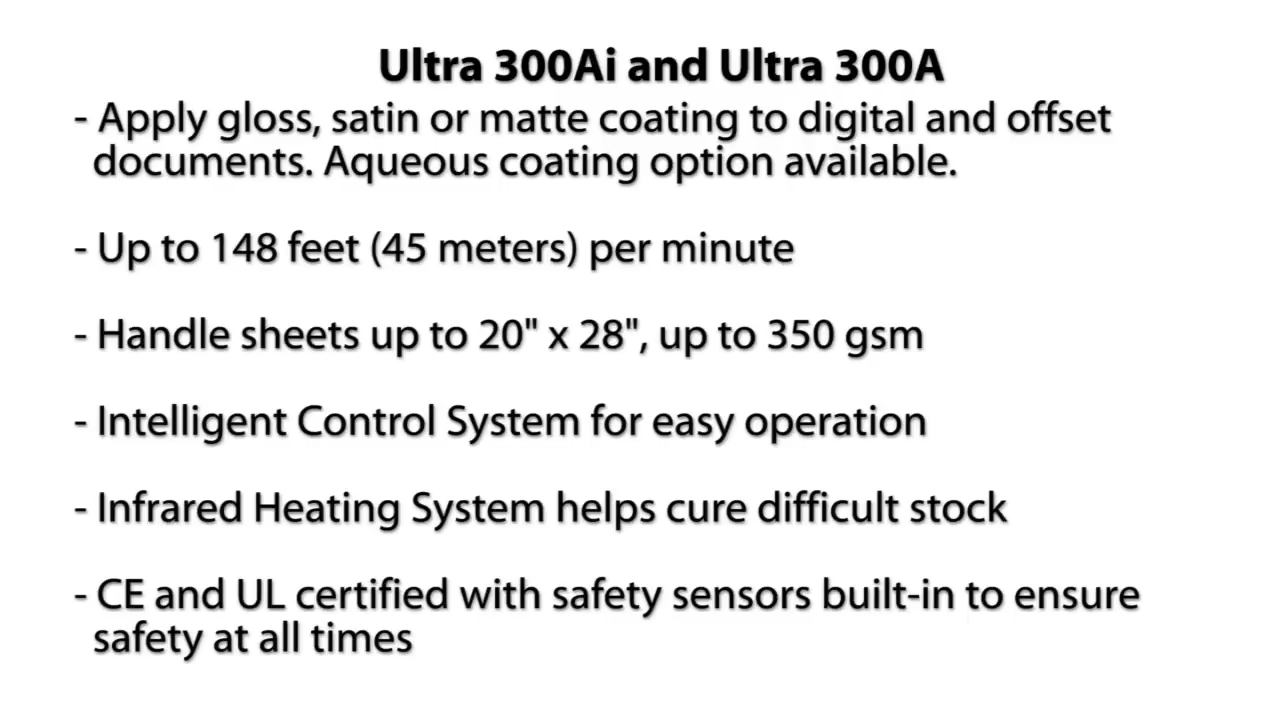 Ultra 300Ai and Ultra 300A
- Apply gloss, satin or matte coating to digital and offset
documents. Aqueous coating option available.
- Up to 148 feet (45 meters) per minute
- Handle sheets up to 20" x 28", up to 350 gsm
- Intelligent Control System for easy operation
- Infrared Heating System helps cure difficult stock
- CE and UL certified with safety sensors built-in to ensure
safety at all times